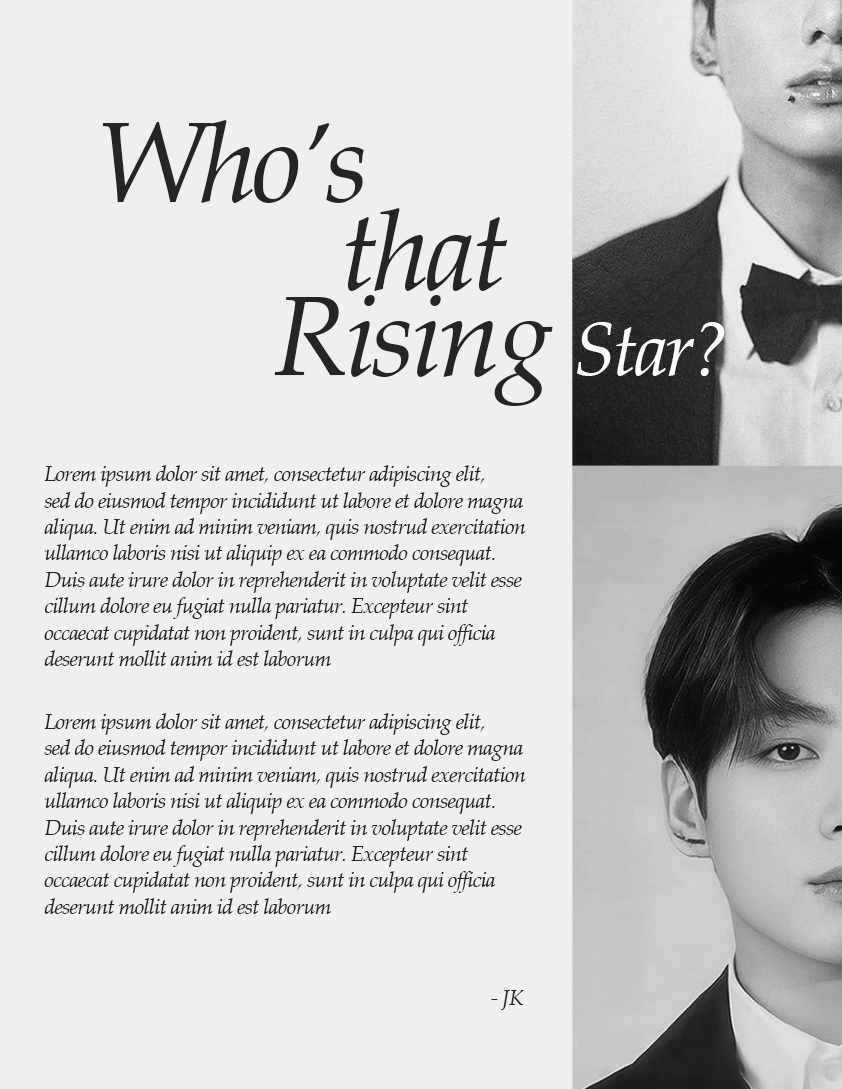 Who’s
that
Rising Star?
Lorem ipsum dolor sit amet, consectetur adipiscing elit,
sed do eiusmod tempor incididunt ut labore et dolore magna
aliqua. Ut enim ad minim veniam, quis nostrud exercitation
ullamco laboris nisi ut aliquip ex ea commodo consequat.
Duis aute irure dolor in reprehenderit in voluptate velit esse
cillum dolore eu fugiat nulla pariatur. Excepteur sint
occaecat cupidatat non proident, sunt in culpa qui officia
deserunt mollit anim id est laborum
Lorem ipsum dolor sit amet, consectetur adipiscing elit,
sed do eiusmod tempor incididunt ut labore et dolore magna
aliqua. Ut enim ad minim veniam, quis nostrud exercitation
ullamco laboris nisi ut aliquip ex ea commodo consequat.
Duis aute irure dolor in reprehenderit in voluptate velit esse
cillum dolore eu fugiat nulla pariatur. Excepteur sint
occaecat cupidatat non proident, sunt in culpa qui officia
deserunt mollit anim id est laborum
- JK